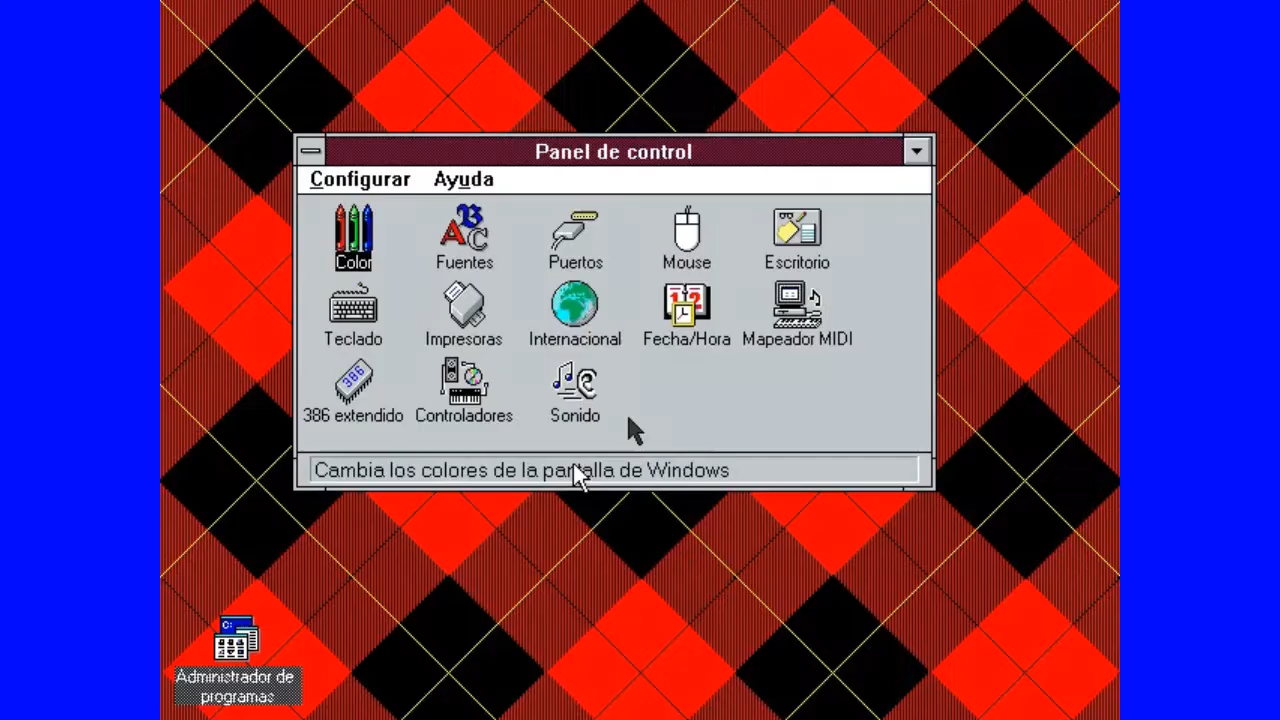 Panel de control
Configurar Ayuda
Color Fuentes Puertos Mouse Escritorio
Teclado Impresoras Internacional Fecha/Hora Mapeador MIDI
386
386 extendido Controladores Sonido
Cambia los colores de la pantalla de Windows
C:
Administrador de
programas